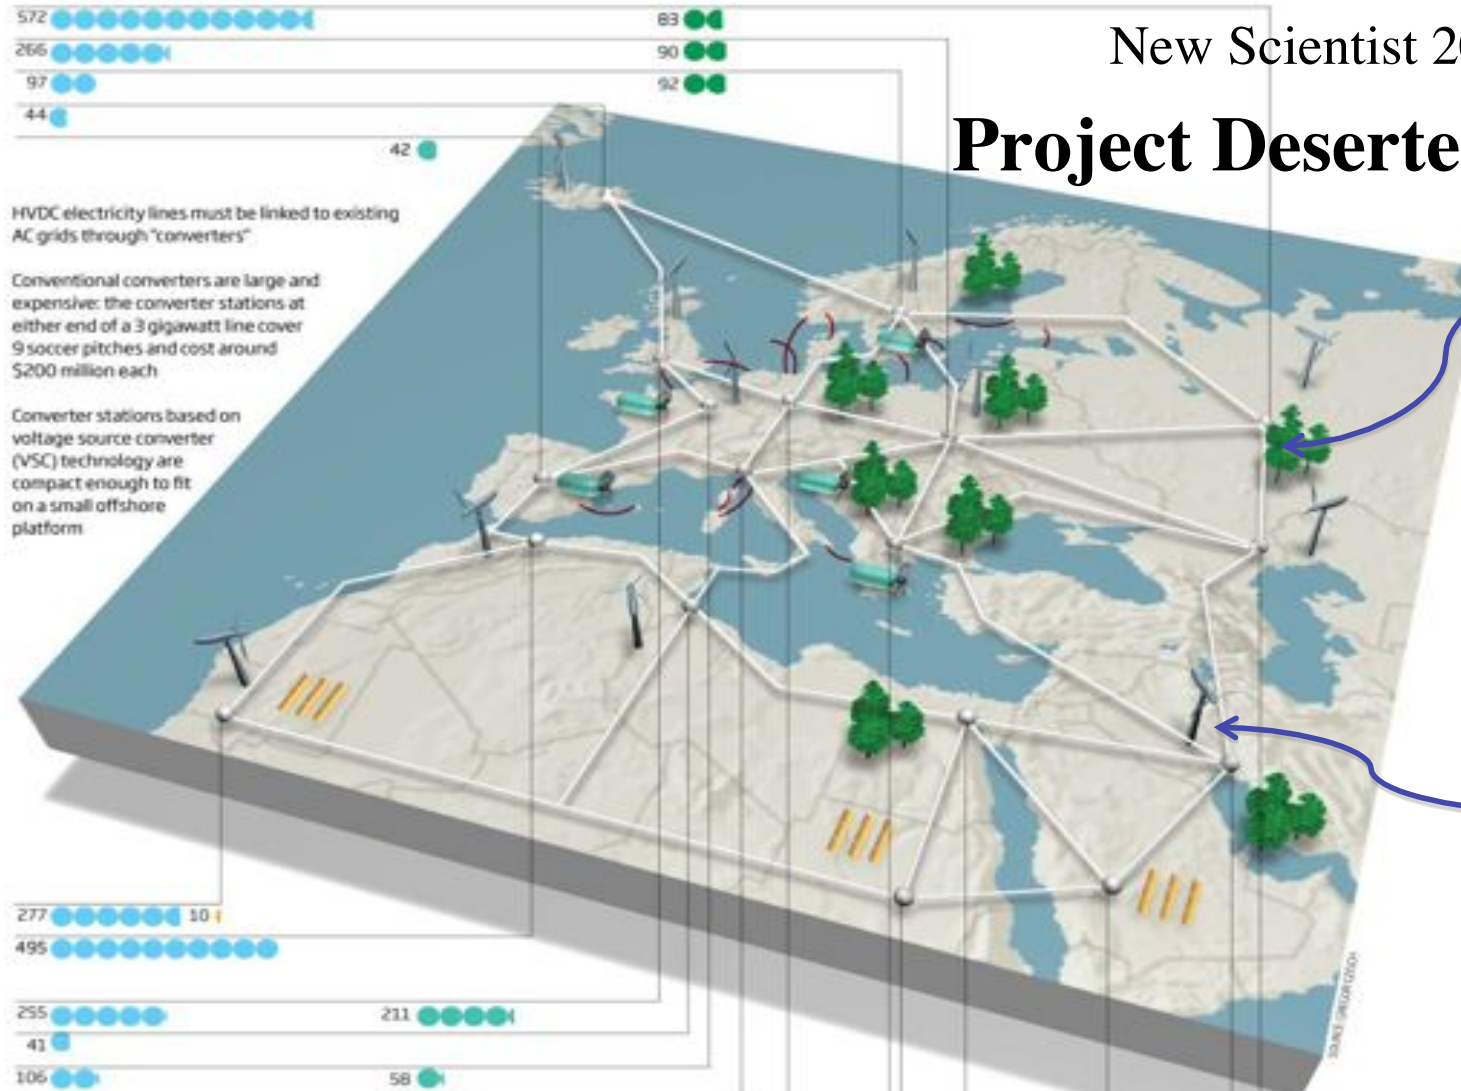 572 83
266 90
97 92
44
42
New Scientist 20
Project Deserte
HVDC electricity lines must be linked to existing
AC grids through "converters"
Conventional converters are large and
expensive: the converter stations at
either end of a 3 gigawatt line cover
9 soccer pitches and cost around
$200 million each
Converter stations based on
voltage source converter
(VSC) technology are
compact enough to fit
on a small offshore
platform
277 10
495
255 211
41
106 58
SOURCE: